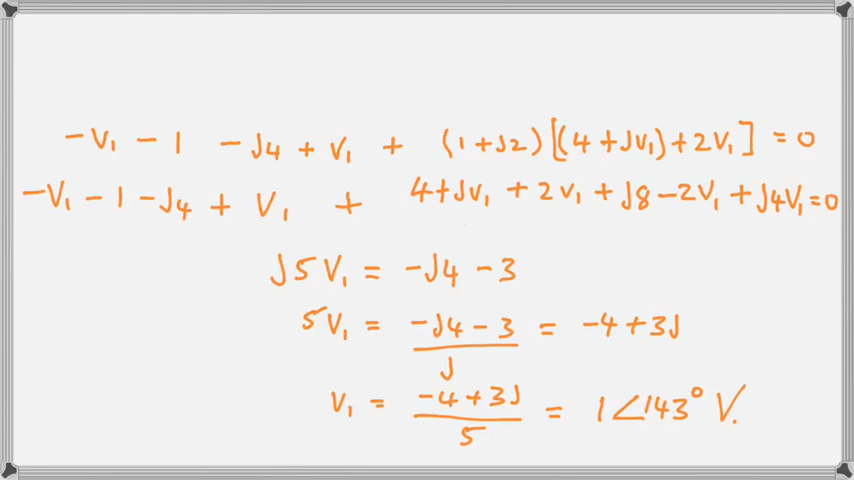 -V₁ - 1 - J4 + V₁ + (1+J2)[(4+JV₁)+2V₁] = 0
-V₁ - 1 - J4 + V₁ + 4+JV₁ + 2V₁ + J8 - 2V₁ + J4V₁ = 0
J5V₁ = -J4 - 3
5V₁ = (-J4 - 3)/J = -4 + 3J
V₁ = (-4 + 3J)/5 = 1∠143° V.